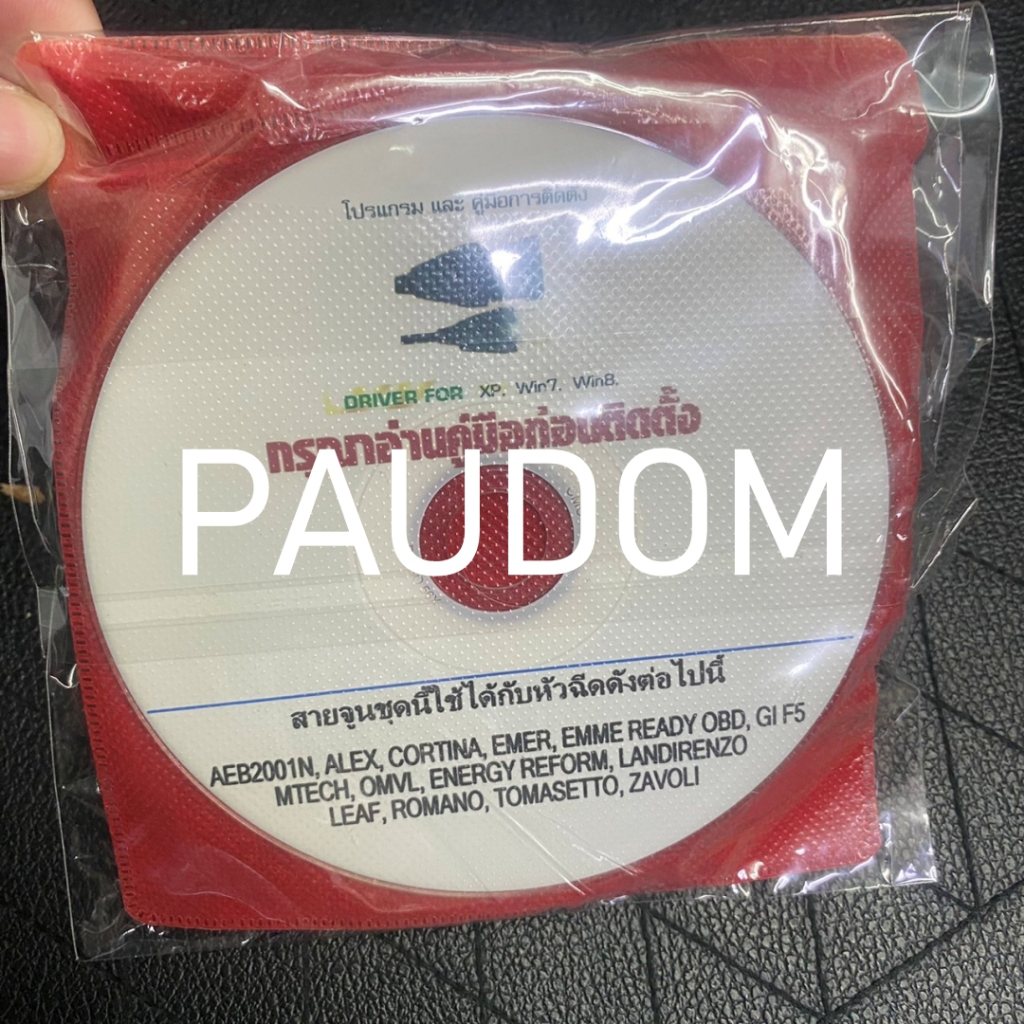 โปรแกรม และ คู่มือการติดตั้ง
DRIVER FOR XP. Win7. Win8.
กรุณาอ่านคู่มือก่อนติดตั้ง
PAUDOM
สายจูนชุดนี้ใช้ได้กับหัวฉีดดังต่อไปนี้
AEB2001N, ALEX, CORTINA, EMER, EMME READY OBD, GI F5
MTECH, OMVL, ENERGY REFORM, LANDIRENZO
LEAF, ROMANO, TOMASETTO, ZAVOLI